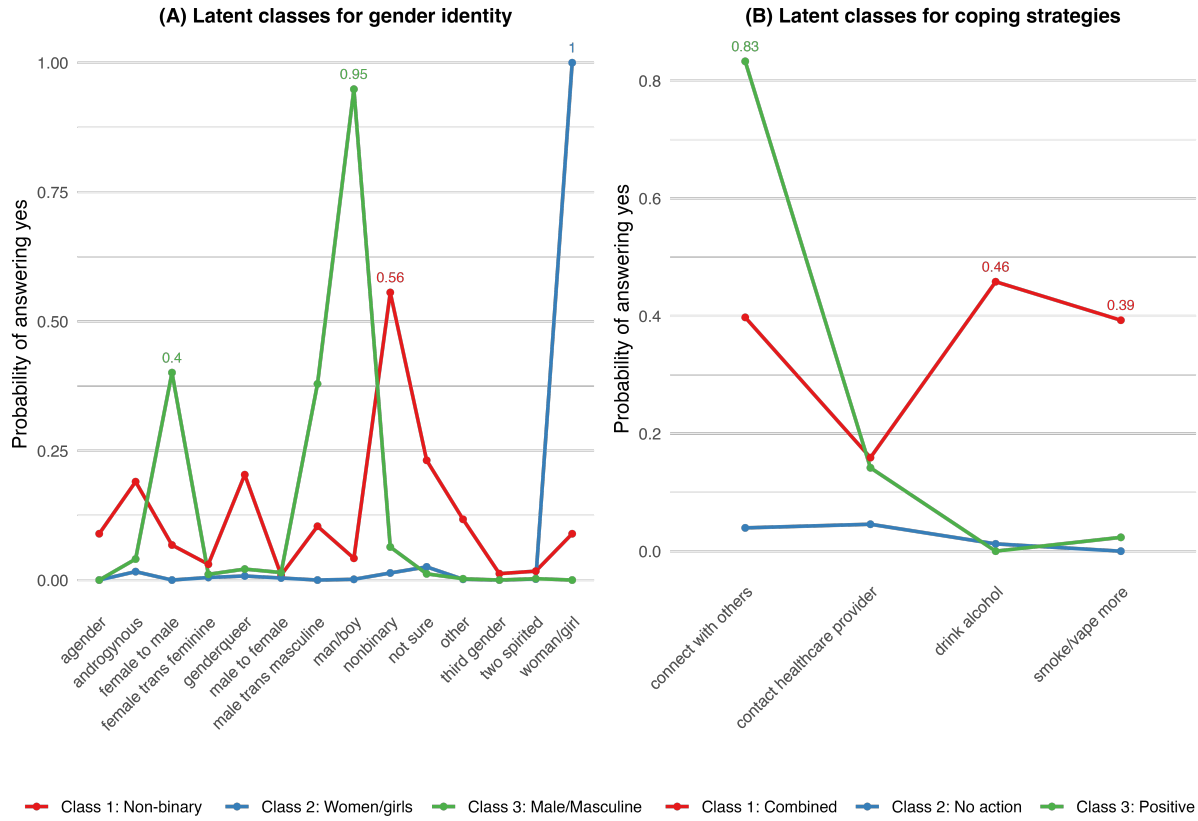 (A) Latent classes for gender identity
1
1.00
0.95
0.75
0.56
0.50
0.4
0.25
0.00
Probability of answering yes
agender
androgynous
female to male
female trans feminine
genderqueer
male to female
male trans masculine
man/boy
nonbinary
not sure
other
third gender
two spirited
woman/girl
Class 1: Non-binary
Class 2: Women/girls
Class 3: Male/Masculine
(B) Latent classes for coping strategies
0.83
0.8
0.6
0.46
0.39
0.4
0.2
0.0
Probability of answering yes
connect with others
contact healthcare provider
drink alcohol
smoke/vape more
Class 1: Combined
Class 2: No action
Class 3: Positive